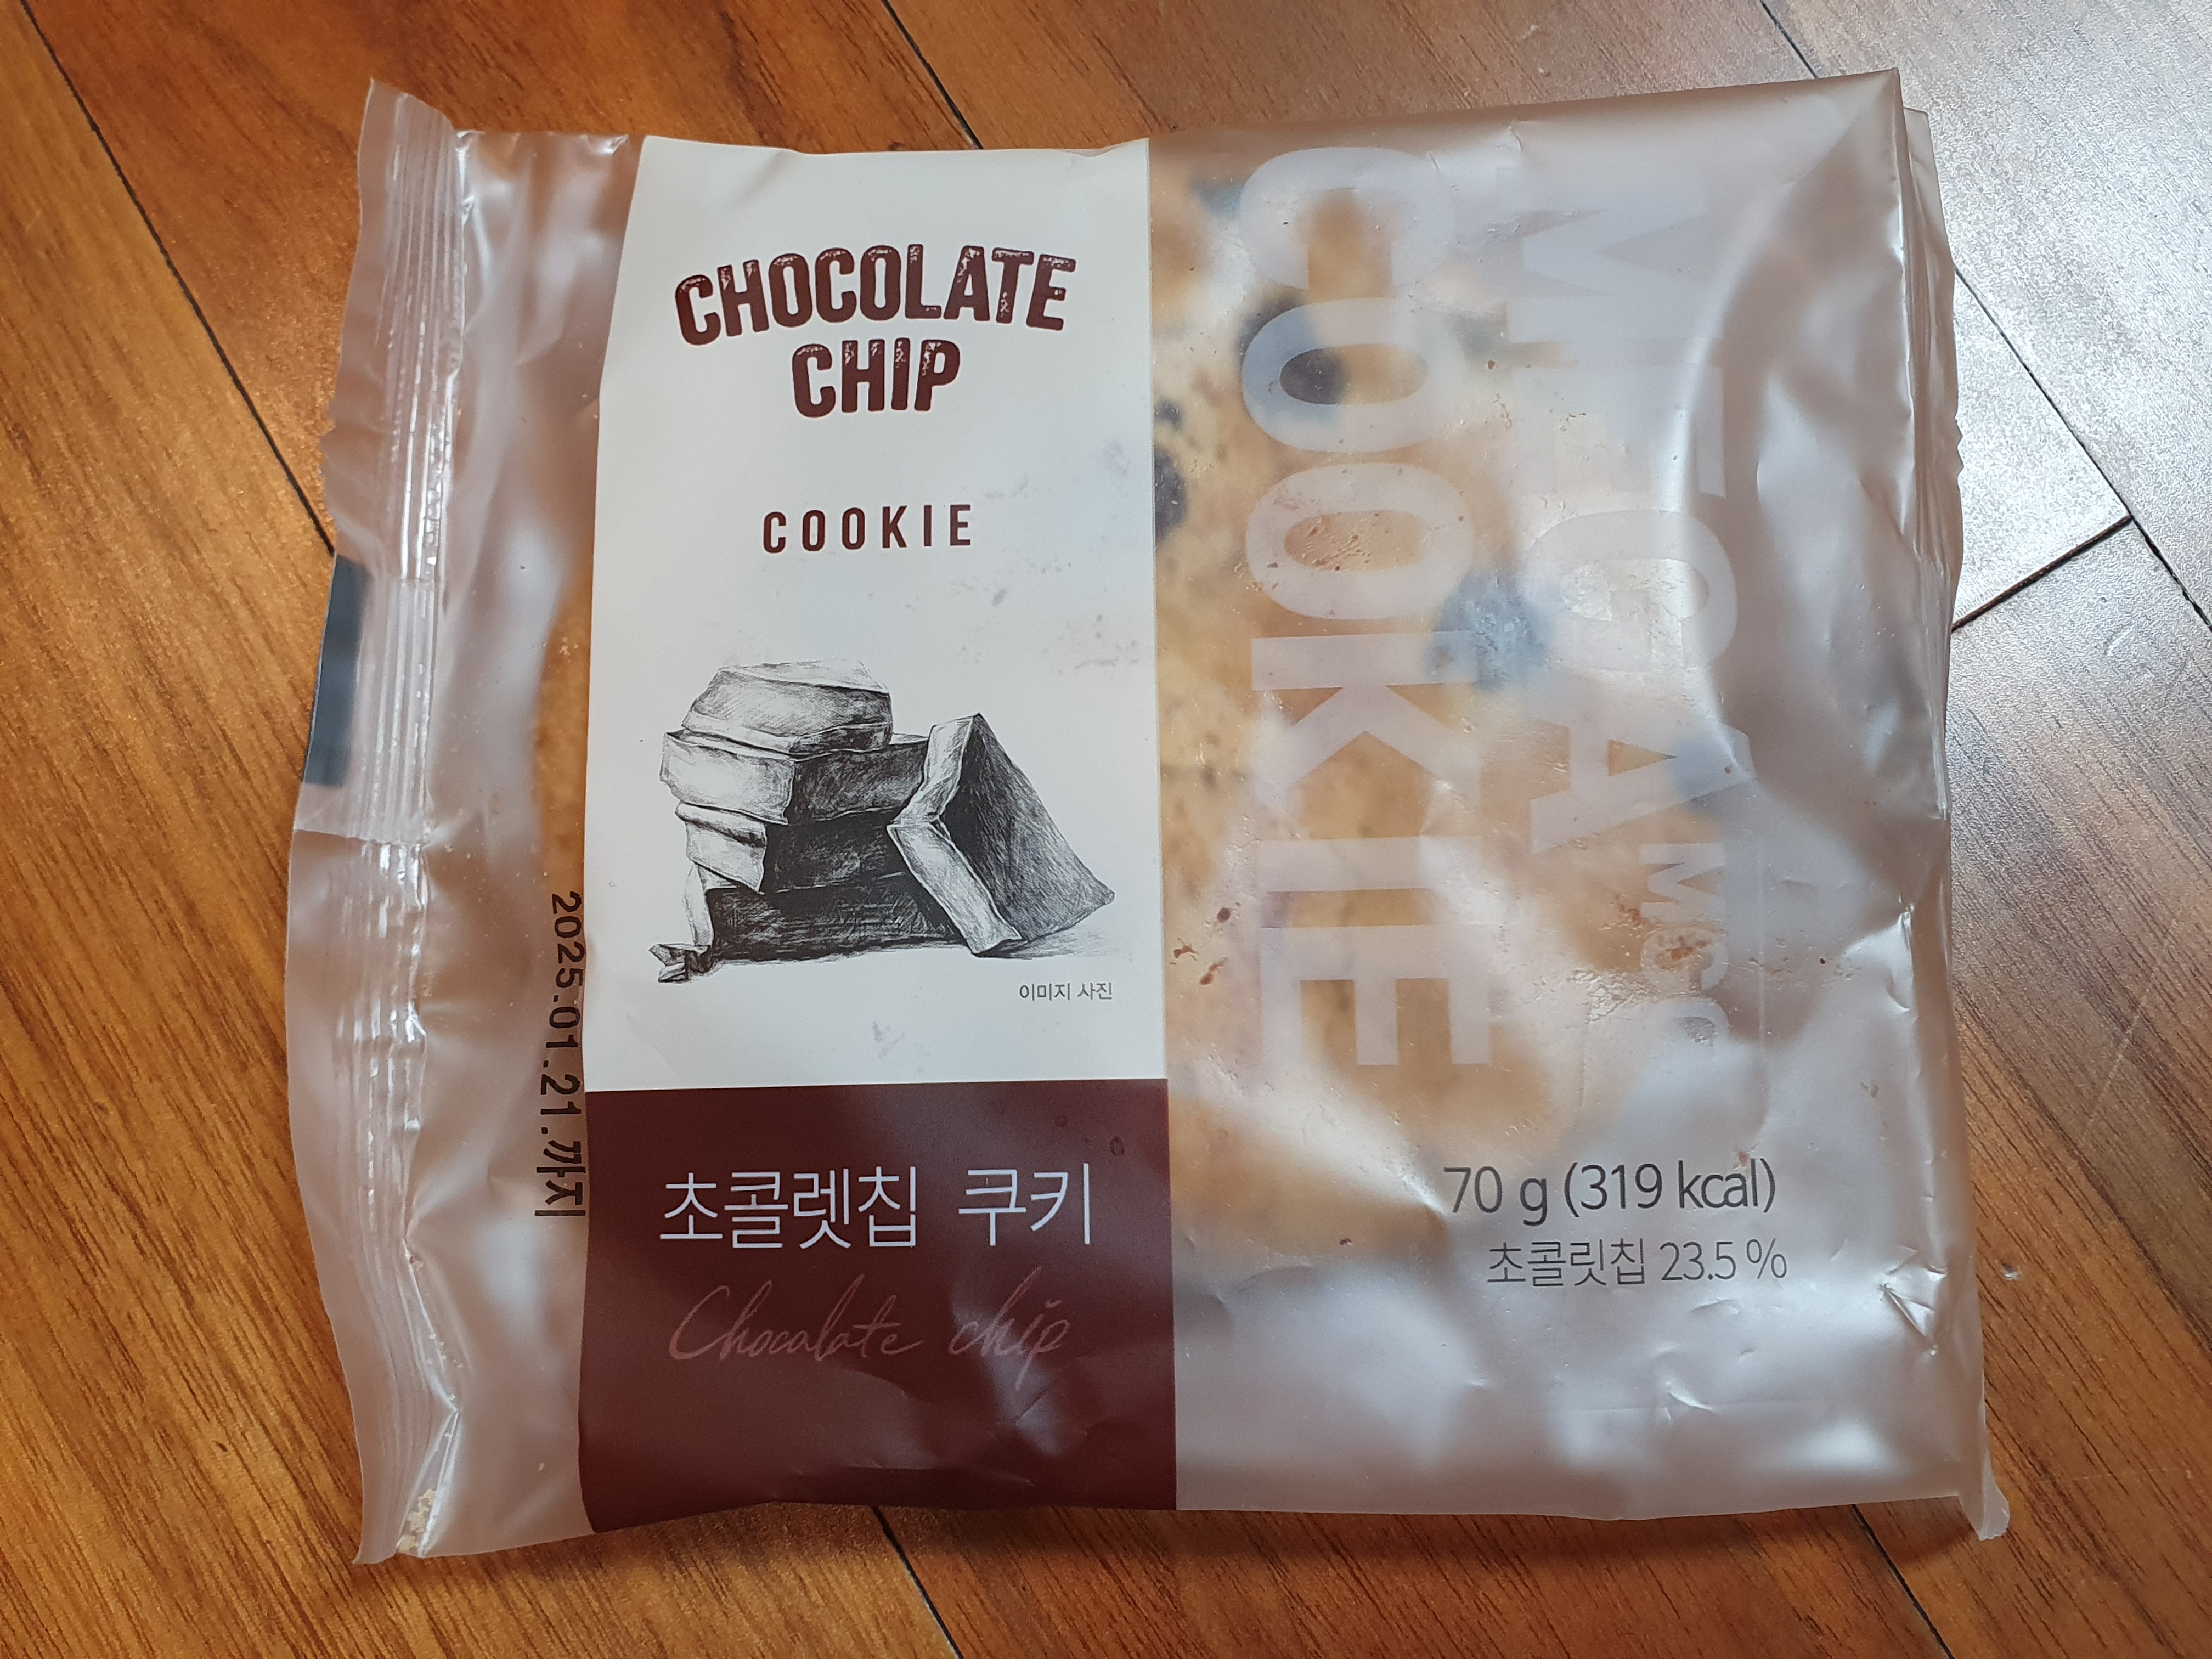 CHOCOLATE
CHIP
COOKIE
이미지 사진
초콜렛칩 쿠키
Chocolate chip
MEGA
MGC
COOKIE
70 g (319 kcal)
초콜릿칩 23.5 %
2025.01.21.까지